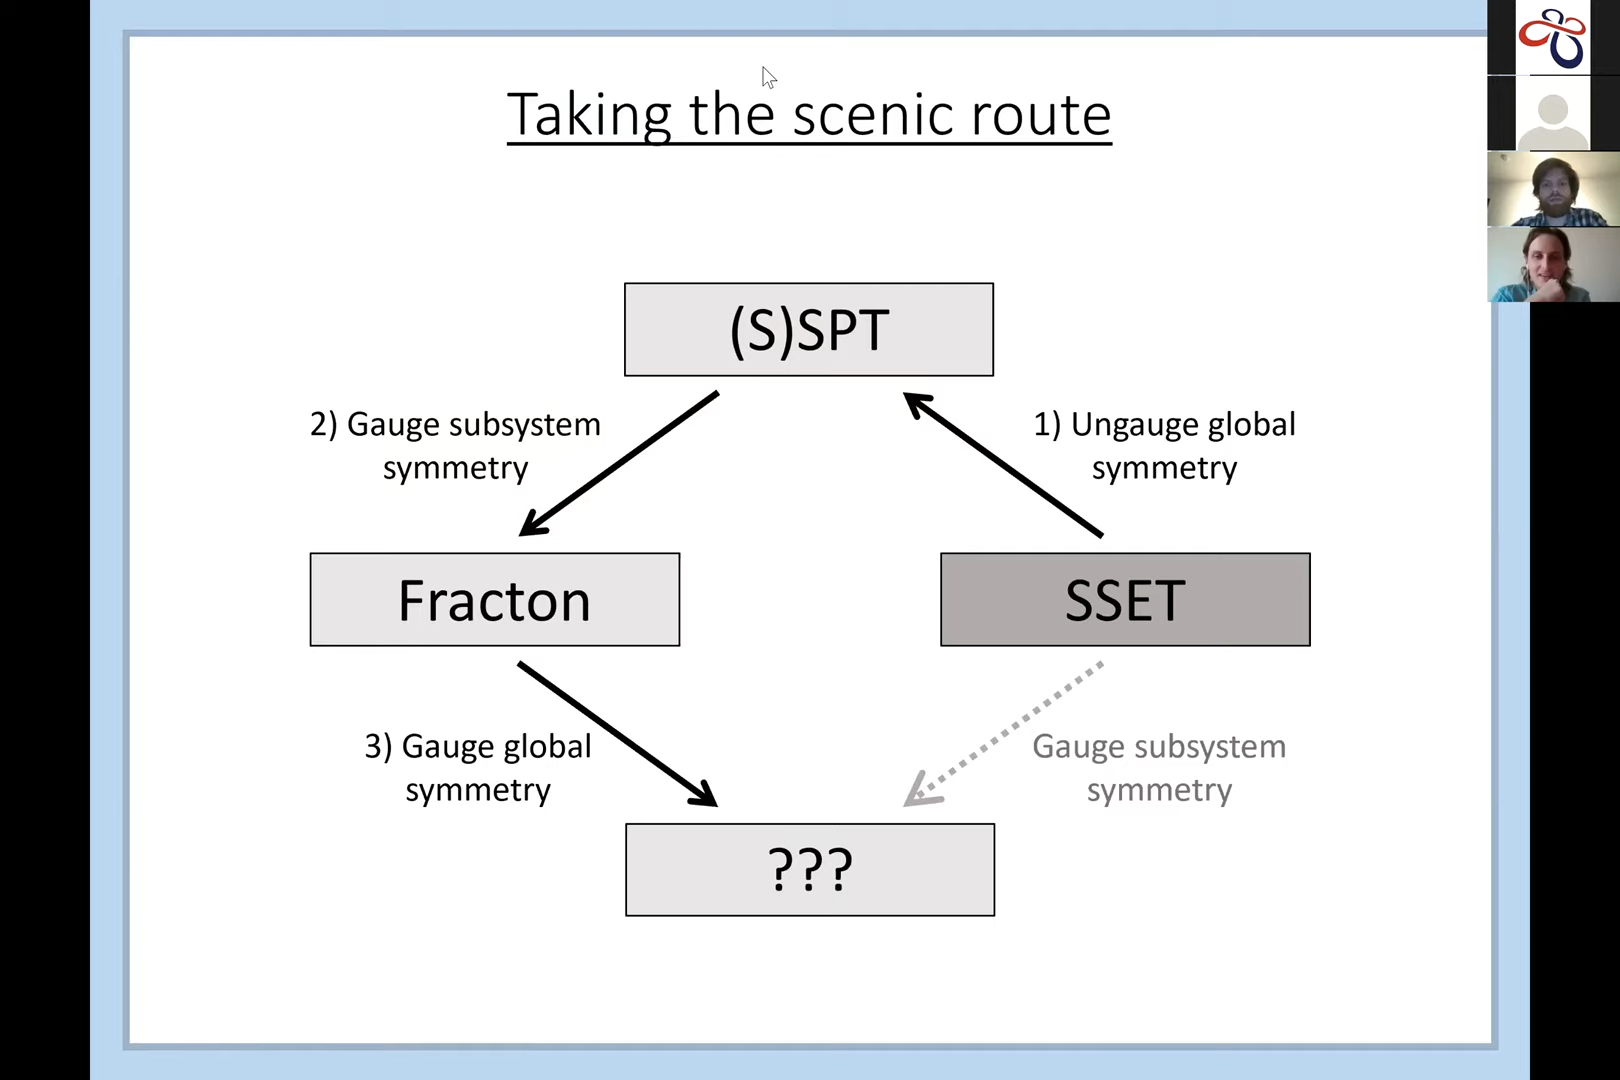 Taking the scenic route
(S)SPT
2) Gauge subsystem
symmetry
1) Ungauge global
symmetry
Fracton
SSET
3) Gauge global
symmetry
Gauge subsystem
symmetry
???